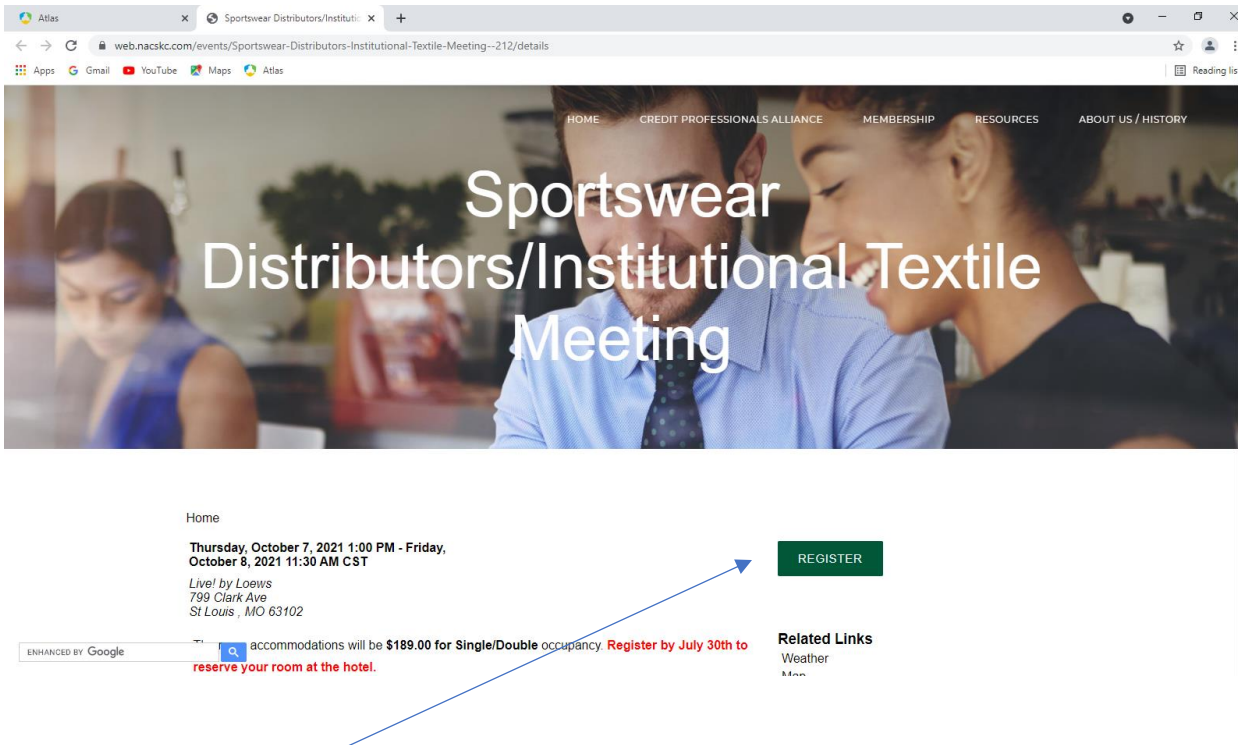 Atlas
Sportswear Distributors/Institutio
web.nacskc.com/events/Sportswear-Distributors-Institutional-Textile-Meeting--212/details
Apps Gmail YouTube Maps Atlas Reading lis
HOME CREDIT PROFESSIONALS ALLIANCE MEMBERSHIP RESOURCES ABOUT US / HISTORY
Sportswear
Distributors/Institutional Textile
Meeting
Home
Thursday, October 7, 2021 1:00 PM - Friday,
October 8, 2021 11:30 AM CST
REGISTER
Live! by Loews
799 Clark Ave
St Louis , MO 63102
accommodations will be $189.00 for Single/Double occupancy. Register by July 30th to
reserve your room at the hotel.
ENHANCED BY Google
Related Links
Weather